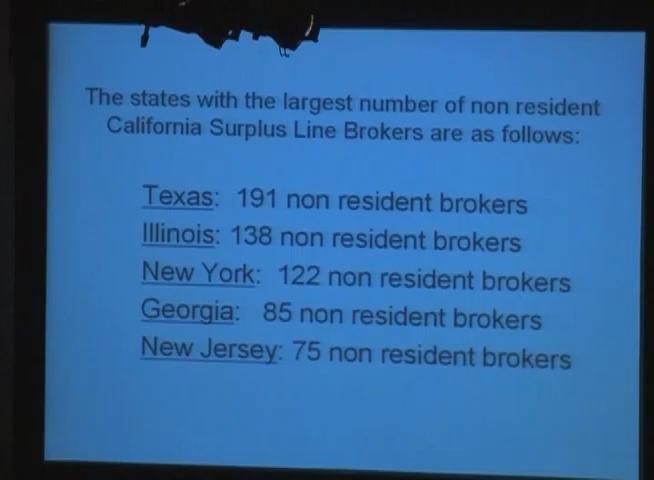 The states with the largest number of non resident
California Surplus Line Brokers are as follows:
Texas: 191 non resident brokers
Illinois: 138 non resident brokers
New York: 122 non resident brokers
Georgia: 85 non resident brokers
New Jersey: 75 non resident brokers